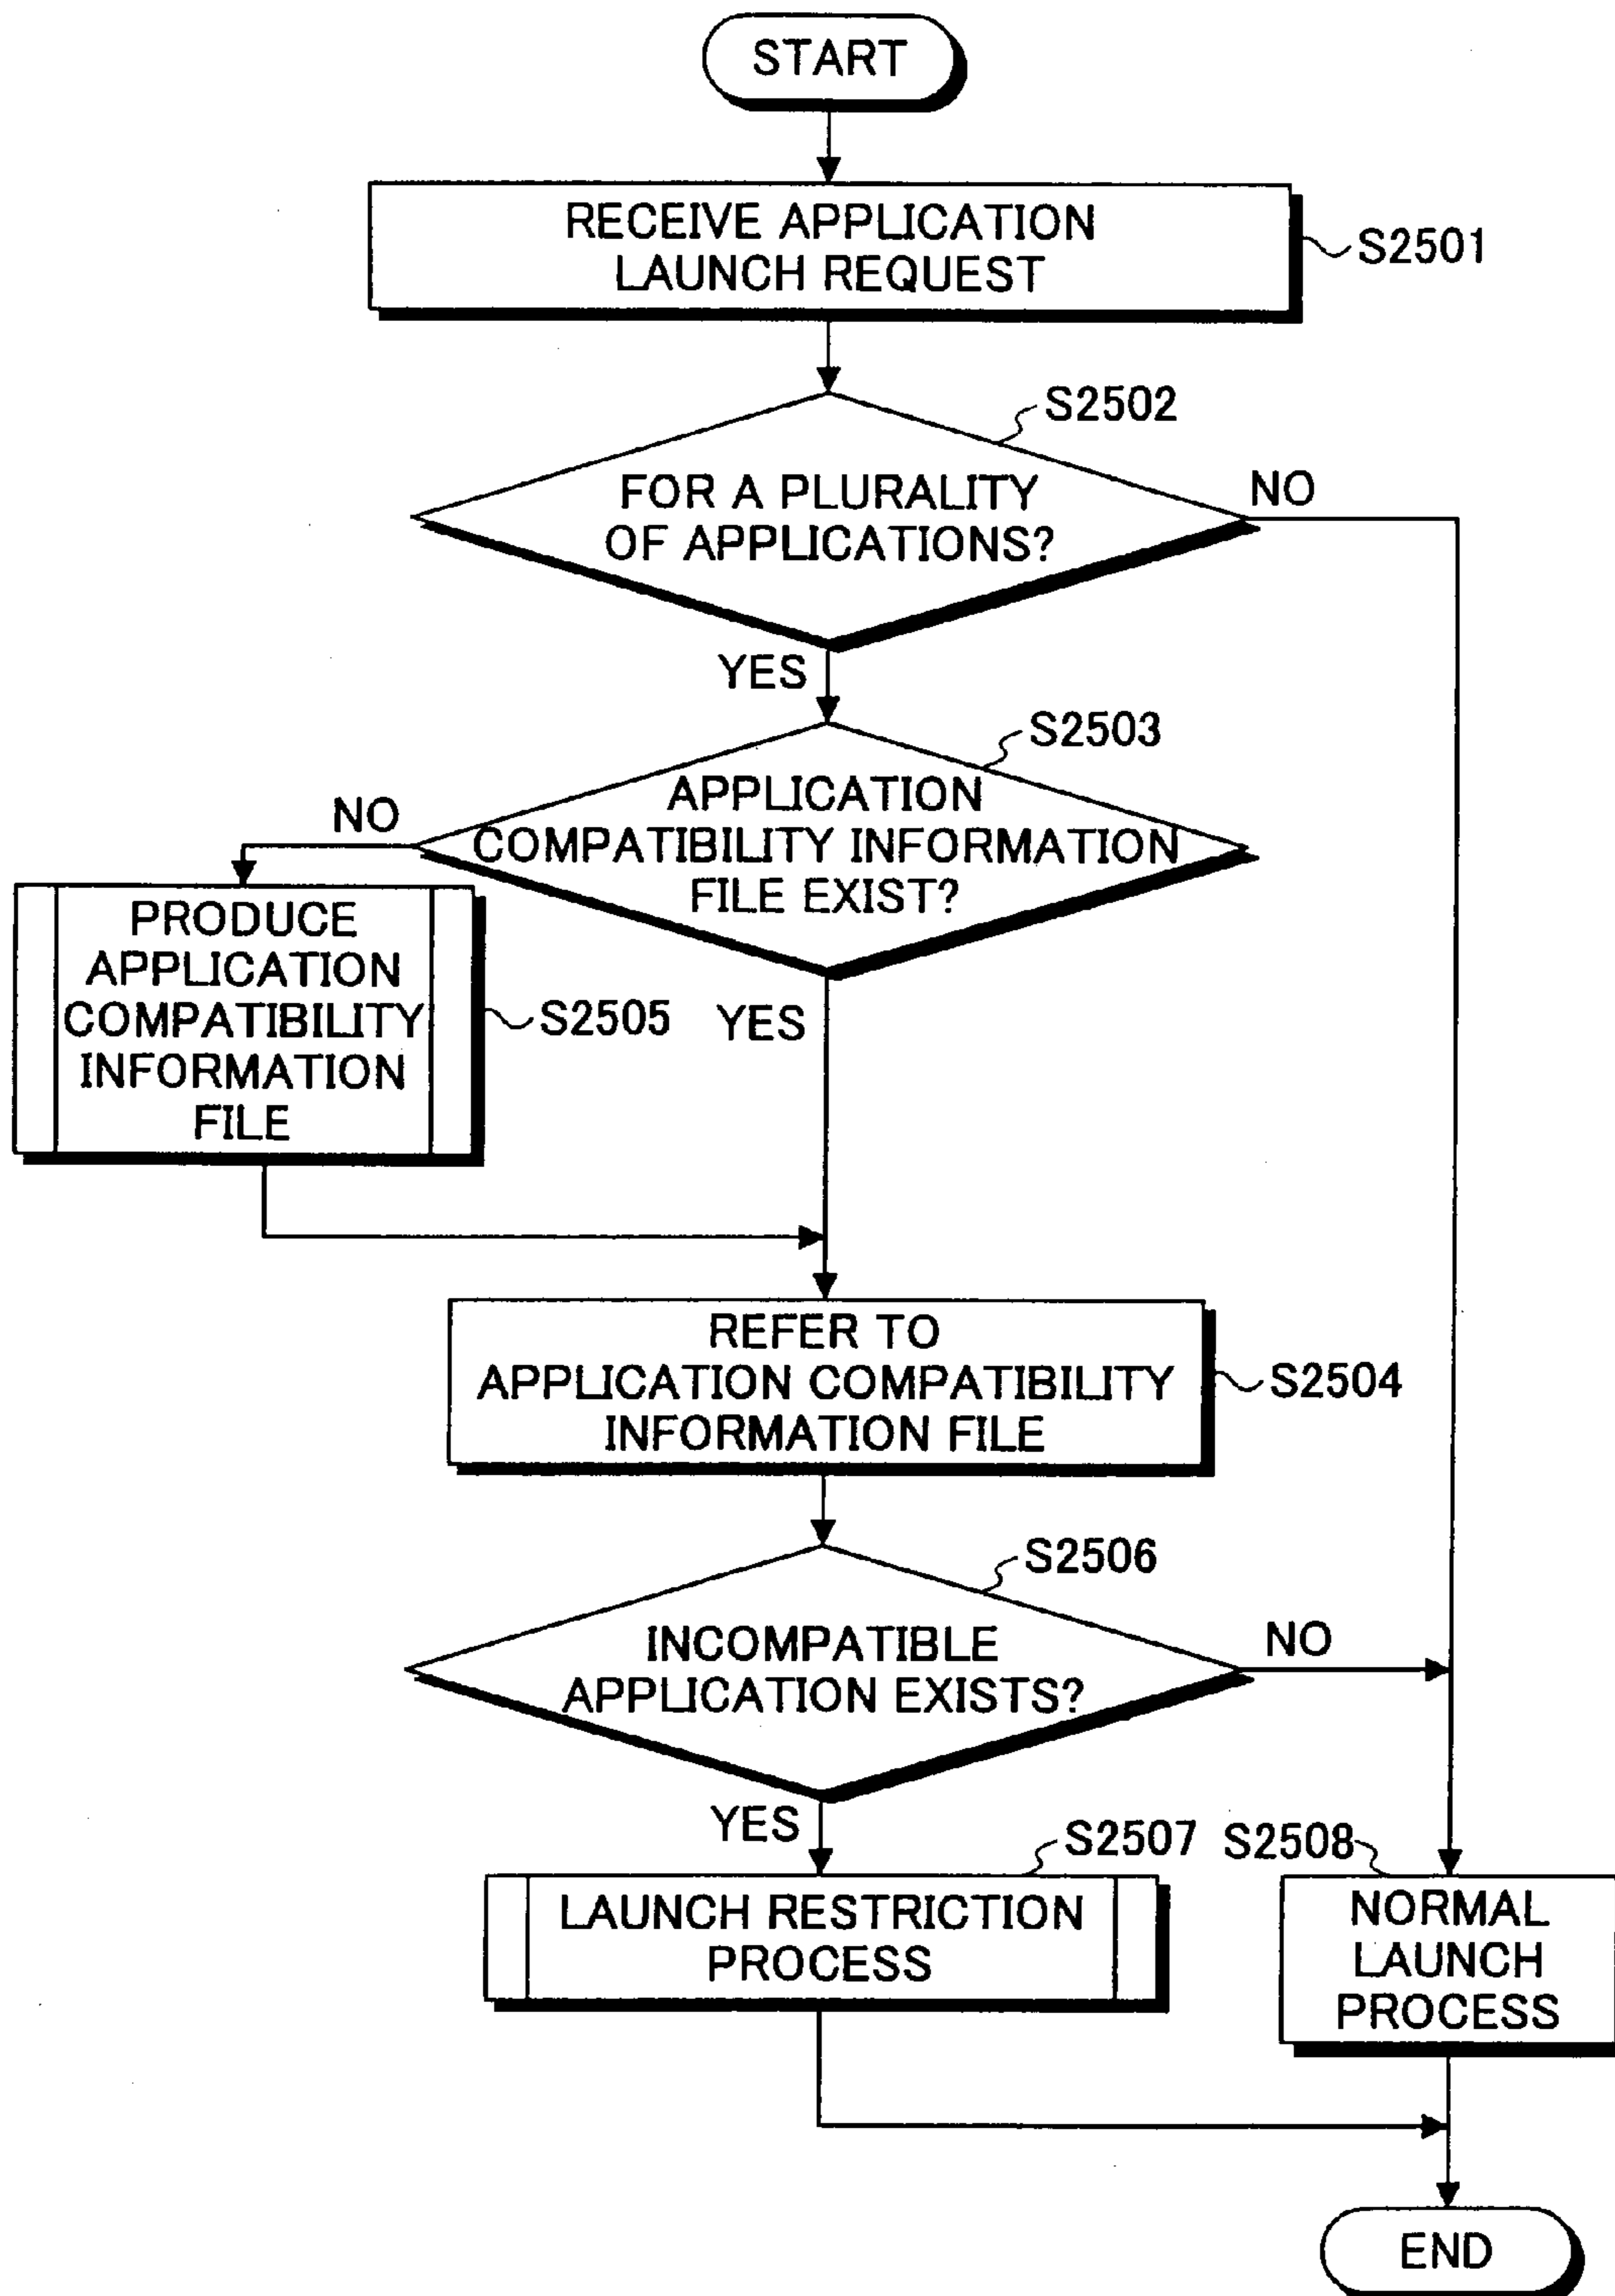 START
RECEIVE APPLICATION
LAUNCH REQUEST
S2501
S2502
FOR A PLURALITY
OF APPLICATIONS?
NO
YES
S2503
APPLICATION
COMPATIBILITY INFORMATION
FILE EXIST?
NO
PRODUCE
APPLICATION
COMPATIBILITY
INFORMATION
FILE
S2505
YES
REFER TO
APPLICATION COMPATIBILITY
INFORMATION FILE
S2504
S2506
INCOMPATIBLE
APPLICATION EXISTS?
NO
YES
S2507
LAUNCH RESTRICTION
PROCESS
S2508
NORMAL
LAUNCH
PROCESS
END